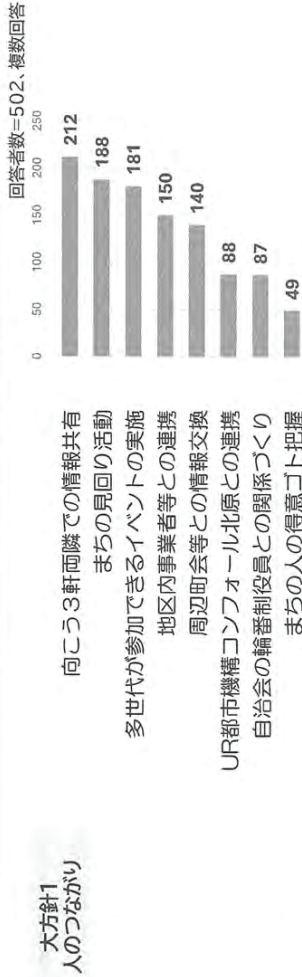 回答者数=502、複数回答
大方針1
人のつながり
0 50 100 150 200 250
向こう3軒両隣での情報共有 212
まちの見回り活動 188
多世代が参加できるイベントの実施 181
地区内事業者等との連携 150
周辺町会等との情報交換 140
UR都市機構コンフォール北原との連携 88
自治会の輪番制役員との関係づくり 87
まちの人の得意ゴト把握 49